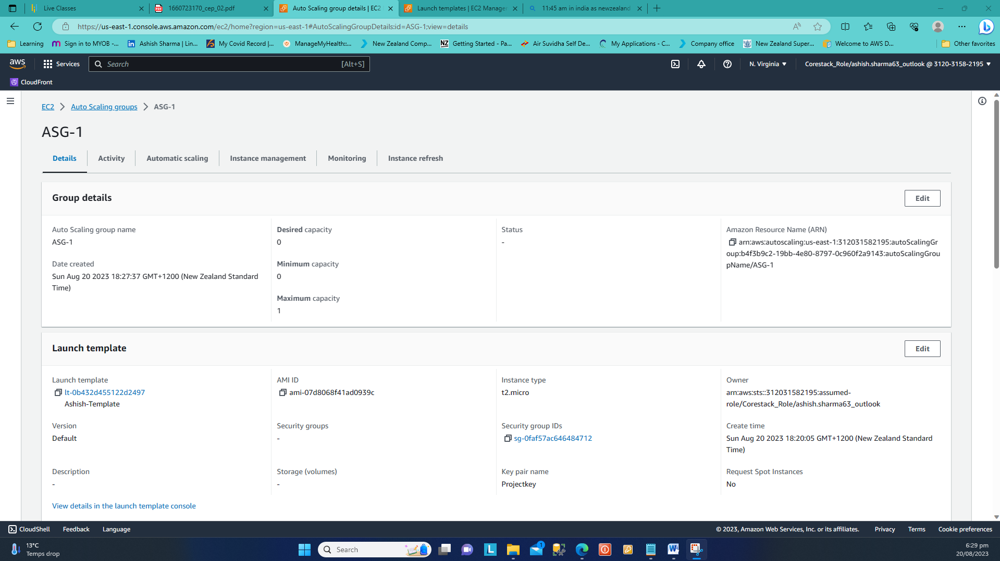 Live Classes
1660723170_cep_02.pdf
Auto Scaling group details | EC2
Launch templates | EC2 Manager
11:45 am in india as newzealand
https://us-east-1.console.aws.amazon.com/ec2/home?region=us-east-1#AutoScalingGroupDetails:id=ASG-1;view=details
Learning
Sign in to MYOB -...
Ashish Sharma | Lin...
My Covid Record |...
ManageMyHealth::...
New Zealand Comp...
Getting Started - Pa...
Air Suvidha Self De...
My Applications - C...
Company office
New Zealand Super...
Welcome to AWS D...
Other favorites
aws
Services
Search
[Alt+S]
N. Virginia
Corestack_Role/ashish.sharma63_outlook @ 3120-3158-2195
CloudFront
EC2
Auto Scaling groups
ASG-1
ASG-1
Details
Activity
Automatic scaling
Instance management
Monitoring
Instance refresh
Group details
Edit
Auto Scaling group name
ASG-1
Date created
Sun Aug 20 2023 18:27:37 GMT+1200 (New Zealand Standard
Time)
Desired capacity
0
Minimum capacity
0
Maximum capacity
1
Status
-
Amazon Resource Name (ARN)
arn:aws:autoscaling:us-east-1:312031582195:autoScalingGr
oup:b4f3b9c2-19bb-4e80-8797-0c960f2a9143:autoScalingGrou
pName/ASG-1
Launch template
Edit
Launch template
lt-0b432d455122d2497
Ashish-Template
AMI ID
ami-07d8068f41ad0939c
Instance type
t2.micro
Owner
arn:aws:sts::312031582195:assumed-
role/Corestack_Role/ashish.sharma63_outlook
Version
Default
Security groups
-
Security group IDs
sg-0faf57ac646484712
Create time
Sun Aug 20 2023 18:20:05 GMT+1200 (New Zealand Standard
Time)
Description
-
Storage (volumes)
-
Key pair name
Projectkey
Request Spot Instances
No
View details in the launch template console
CloudShell
Feedback
Language
© 2023, Amazon Web Services, Inc. or its affiliates.
Privacy
Terms
Cookie preferences
13°C
Temps drop
Search
1
6:29 pm
20/08/2023